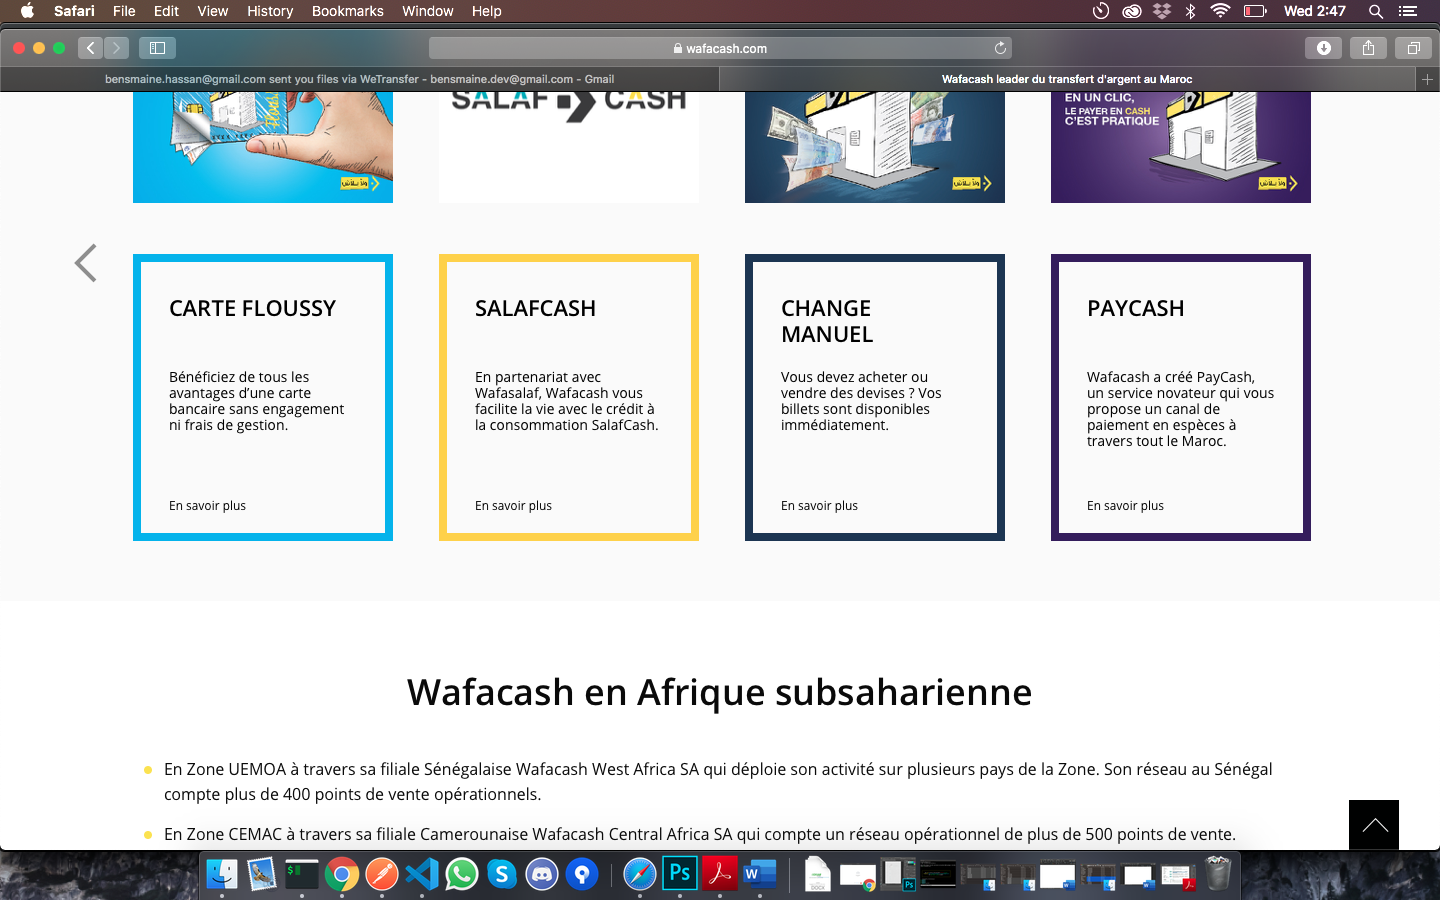 Safari File Edit View History Bookmarks Window Help Wed 2:47
wafacash.com
bensmaine.hassan@gmail.com sent you files via WeTransfer - bensmaine.dev@gmail.com - Gmail
Wafacash leader du transfert d'argent au Maroc
SALAF CASH
EN UN CLIC,
LE PAYER EN CASH
C'EST PRATIQUE
CARTE FLOUSSY
Bénéficiez de tous les
avantages d’une carte
bancaire sans engagement
ni frais de gestion.
En savoir plus
SALAFCASH
En partenariat avec
Wafasalaf, Wafacash vous
facilite la vie avec le crédit à
la consommation SalafCash.
En savoir plus
CHANGE
MANUEL
Vous devez acheter ou
vendre des devises ? Vos
billets sont disponibles
immédiatement.
En savoir plus
PAYCASH
Wafacash a créé PayCash,
un service novateur qui vous
propose un canal de
paiement en espèces à
travers tout le Maroc.
En savoir plus
Wafacash en Afrique subsaharienne
En Zone UEMOA à travers sa filiale Sénégalaise Wafacash West Africa SA qui déploie son activité sur plusieurs pays de la Zone. Son réseau au Sénégal
compte plus de 400 points de vente opérationnels.
En Zone CEMAC à travers sa filiale Camerounaise Wafacash Central Africa SA qui compte un réseau opérationnel de plus de 500 points de vente.
Ps
W
DOCX